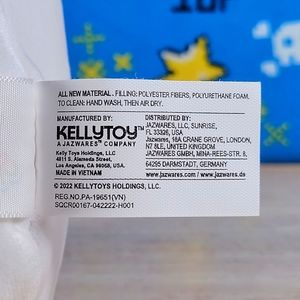 ALL NEW MATERIAL. FILLING: POLYESTER FIBERS, POLYURETHANE FOAM.
TO CLEAN: HAND WASH, THEN AIR DRY.
MANUFACTURED BY:
KELLYTOY
A JAZWARES COMPANY
Kelly Toys Holdings, LLC
4811 S. Alameda Street,
Los Angeles, CA 90058.
MADE IN VIETNAM
DISTRIBUTED BY:
JAZWARES, LLC, SUNRISE,
FL 33326, USA
JAZWARES, 18A CRANE GROVE, LONDON,
N7 8LE, UNITED KINGDOM
JAZWARES GMBH, MINA-REES-STR. 8,
64295 DARMSTADT, GERMANY
www.jazwares.com / www.jazwares.de
© 2022 KELLYTOYS HOLDINGS, LLC.
REG.NO.PA-19651(VN)
SQCR00167-042222-H001